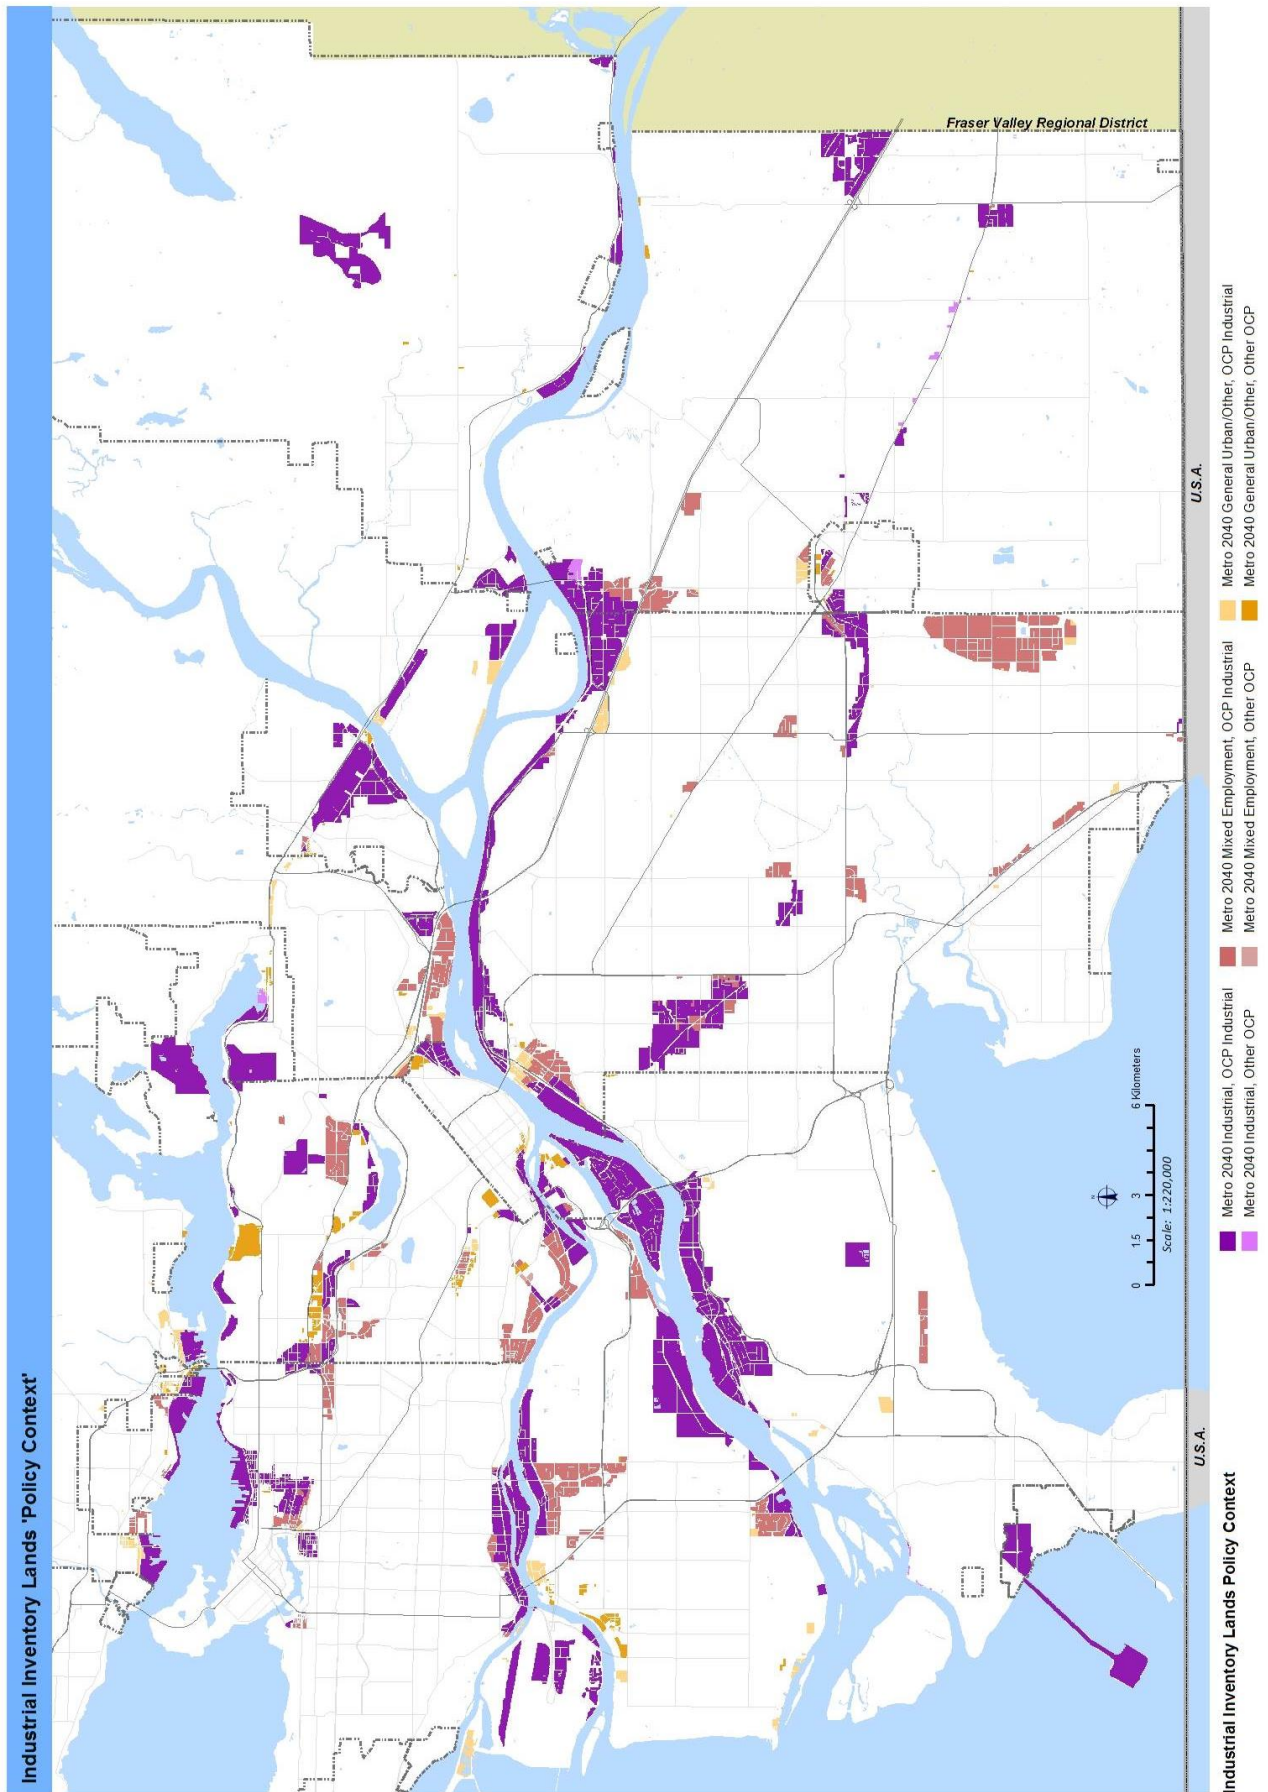 Industrial Inventory Lands 'Policy Context'
Fraser Valley Regional District
U.S.A.
U.S.A.
N
0 1.5 3 6 Kilometers
Scale: 1:220,000
Industrial Inventory Lands Policy Context
Metro 2040 Industrial, OCP Industrial
Metro 2040 Industrial, Other OCP
Metro 2040 Mixed Employment, OCP Industrial
Metro 2040 Mixed Employment, Other OCP
Metro 2040 General Urban/Other, OCP Industrial
Metro 2040 General Urban/Other, Other OCP